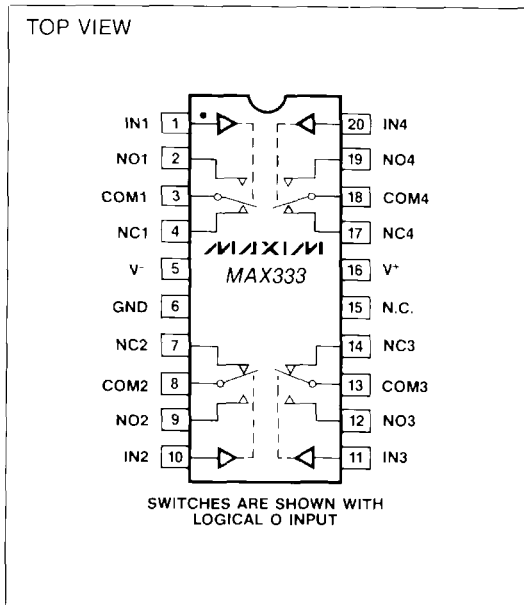 TOP VIEW
IN1 1 20 IN4
NO1 2 19 NO4
COM1 3 18 COM4
NC1 4 17 NC4
MAXIM
V- 5 MAX333 16 V+
GND 6 15 N.C.
NC2 7 14 NC3
COM2 8 13 COM3
NO2 9 12 NO3
IN2 10 11 IN3
SWITCHES ARE SHOWN WITH
LOGICAL 0 INPUT